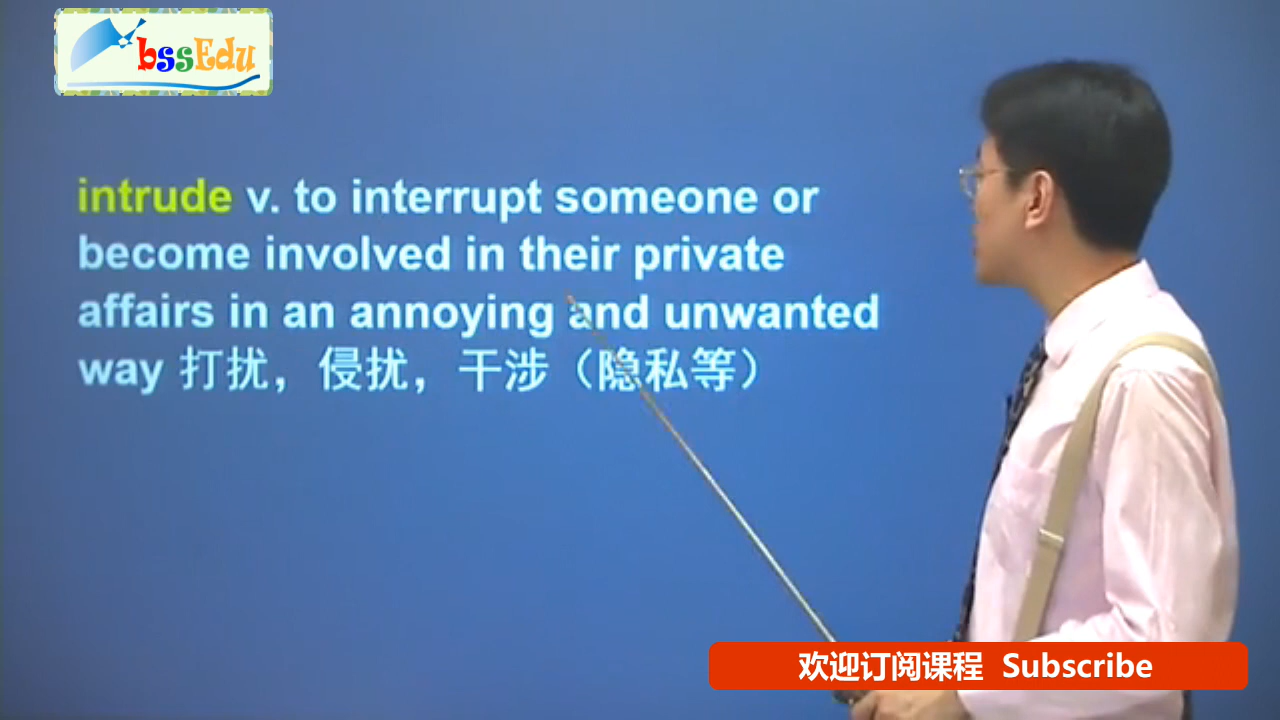 bssEdu
intrude v. to interrupt someone or
become involved in their private
affairs in an annoying and unwanted
way 打扰，侵扰，干涉（隐私等）
欢迎订阅课程 Subscribe